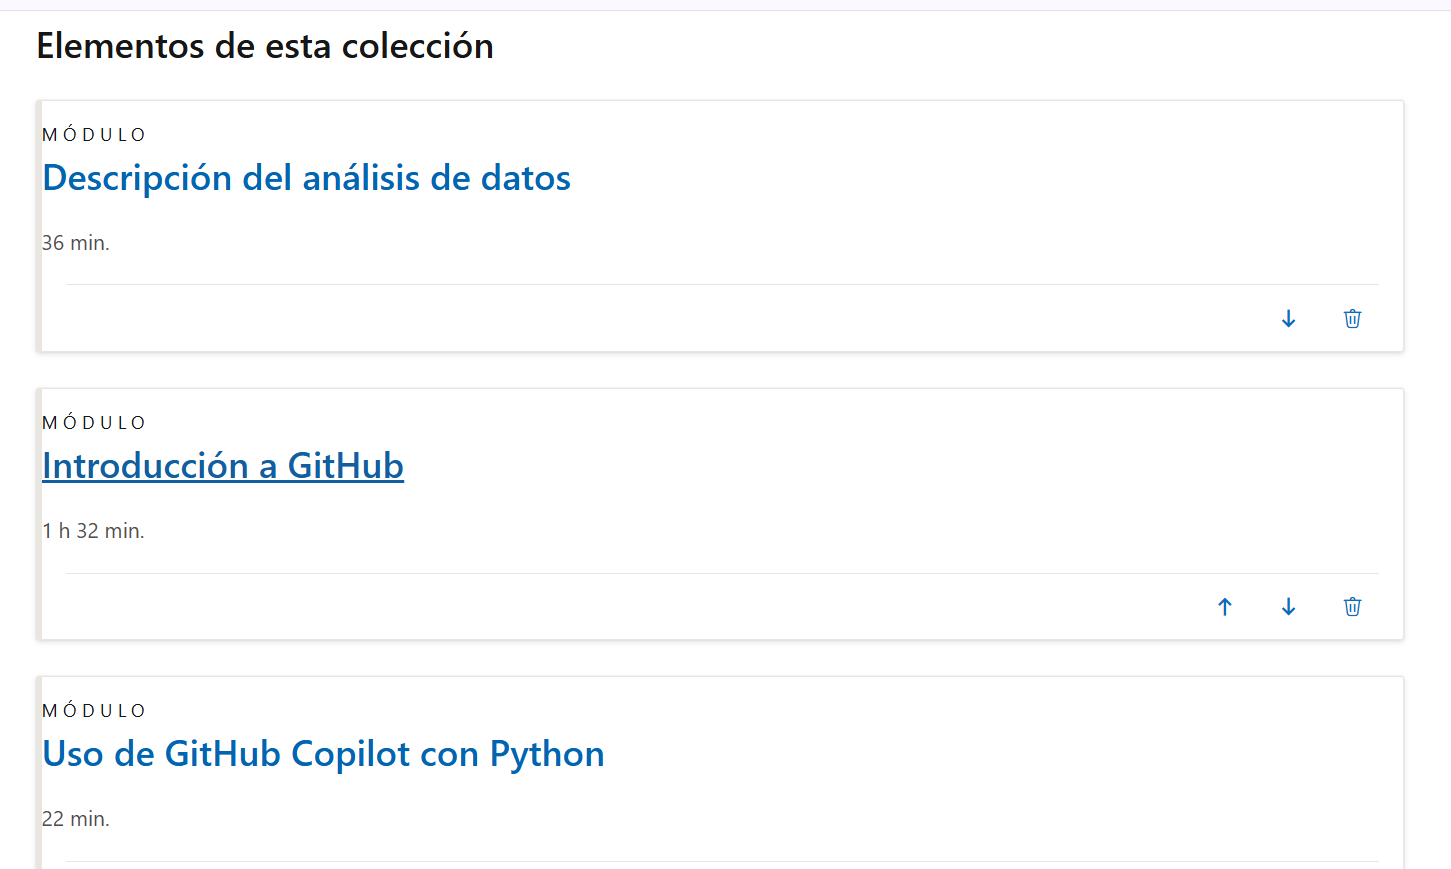 Elementos de esta colección
MÓDULO
Descripción del análisis de datos
36 min.
MÓDULO
Introducción a GitHub
1 h 32 min.
MÓDULO
Uso de GitHub Copilot con Python
22 min.